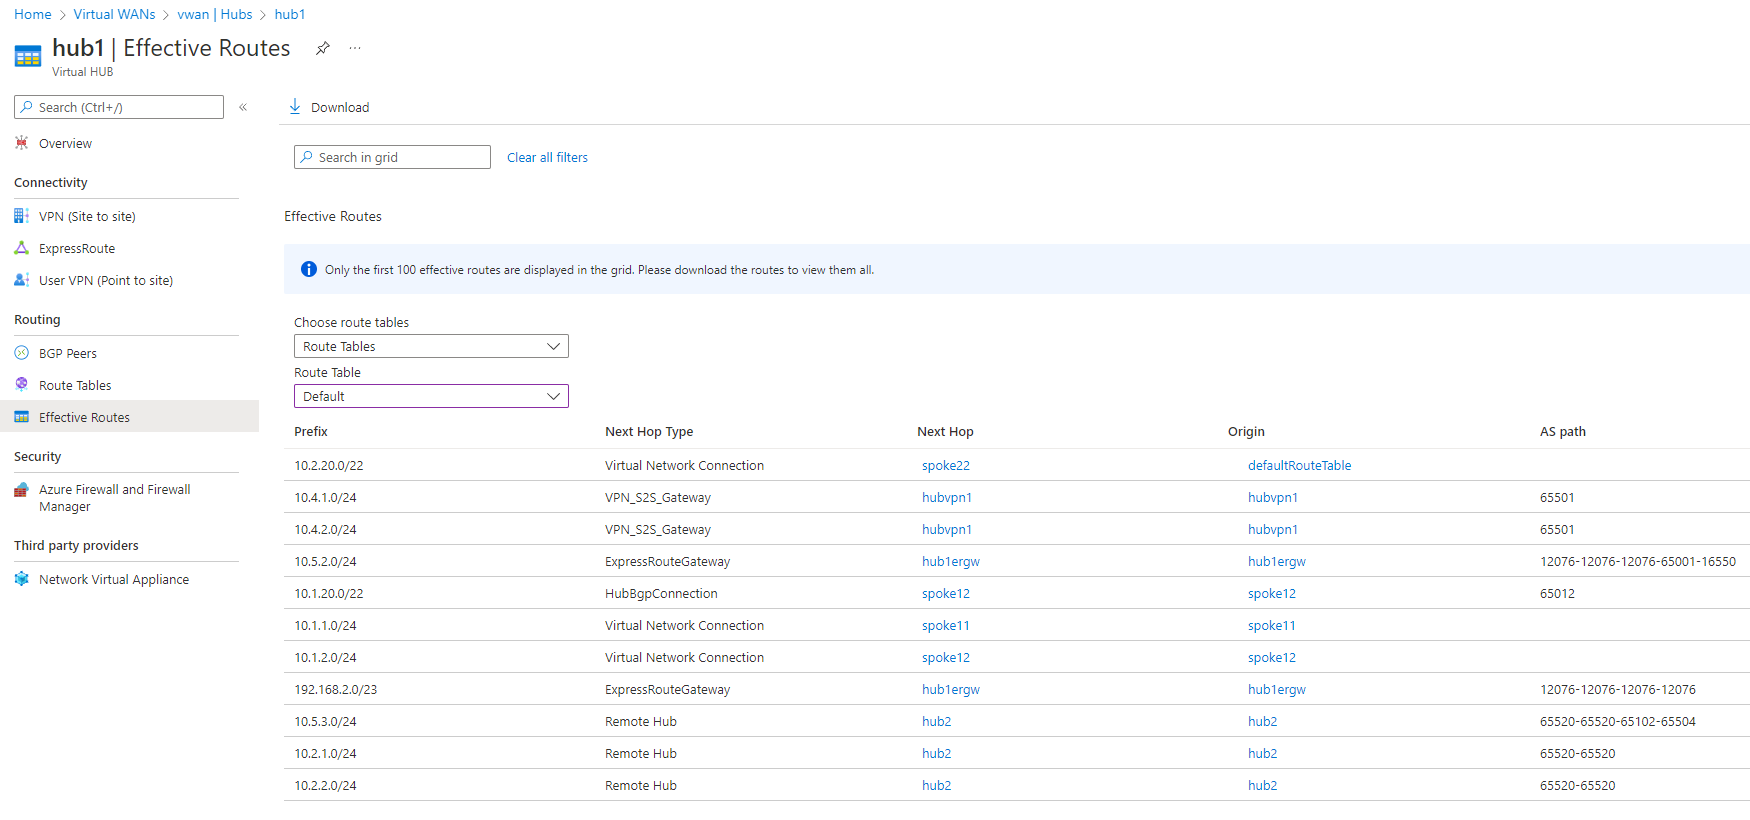 Home > Virtual WANs > vwan | Hubs > hub1
hub1 | Effective Routes ...
Virtual HUB
Search (Ctrl+/) «
Overview
Connectivity
VPN (Site to site)
ExpressRoute
User VPN (Point to site)
Routing
BGP Peers
Route Tables
Effective Routes
Security
Azure Firewall and Firewall
Manager
Third party providers
Network Virtual Appliance
Download
Search in grid Clear all filters
Effective Routes
Only the first 100 effective routes are displayed in the grid. Please download the routes to view them all.
Choose route tables
Route Tables
Route Table
Default
Prefix Next Hop Type Next Hop Origin AS path
10.2.20.0/22 Virtual Network Connection spoke22 defaultRouteTable
10.4.1.0/24 VPN_S2S_Gateway hubvpn1 hubvpn1 65501
10.4.2.0/24 VPN_S2S_Gateway hubvpn1 hubvpn1 65501
10.5.2.0/24 ExpressRouteGateway hub1ergw hub1ergw 12076-12076-12076-65001-16550
10.1.20.0/22 HubBgpConnection spoke12 spoke12 65012
10.1.1.0/24 Virtual Network Connection spoke11 spoke11
10.1.2.0/24 Virtual Network Connection spoke12 spoke12
192.168.2.0/23 ExpressRouteGateway hub1ergw hub1ergw 12076-12076-12076-12076
10.5.3.0/24 Remote Hub hub2 hub2 65520-65520-65102-65504
10.2.1.0/24 Remote Hub hub2 hub2 65520-65520
10.2.2.0/24 Remote Hub hub2 hub2 65520-65520